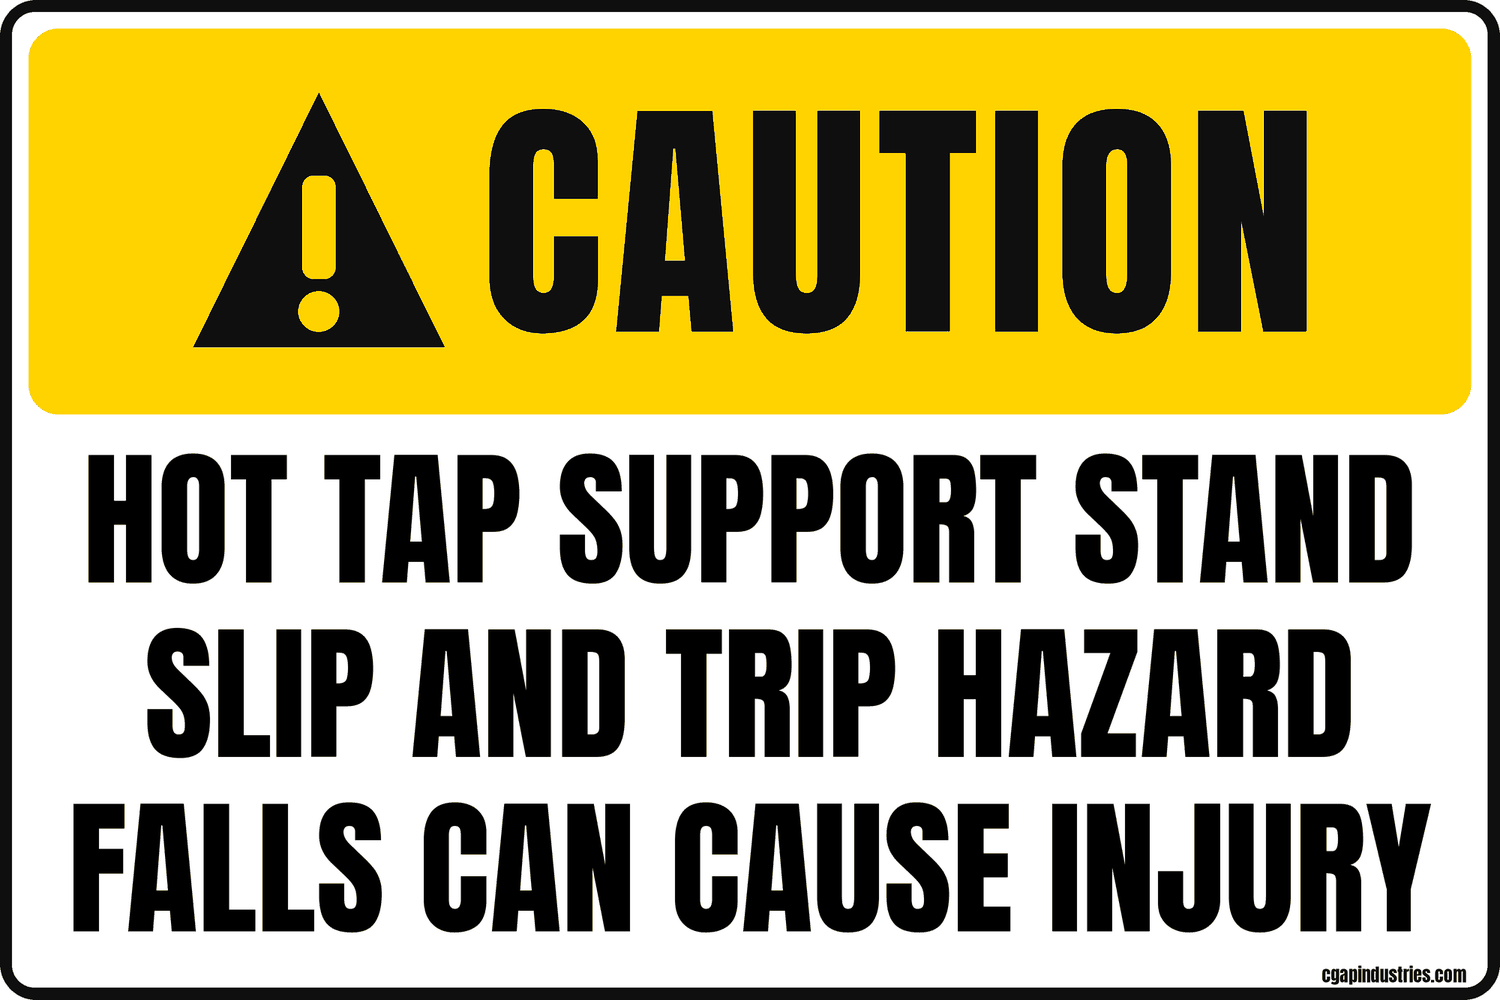 CAUTION
HOT TAP SUPPORT STAND
SLIP AND TRIP HAZARD
FALLS CAN CAUSE INJURY
cgapindustries.com